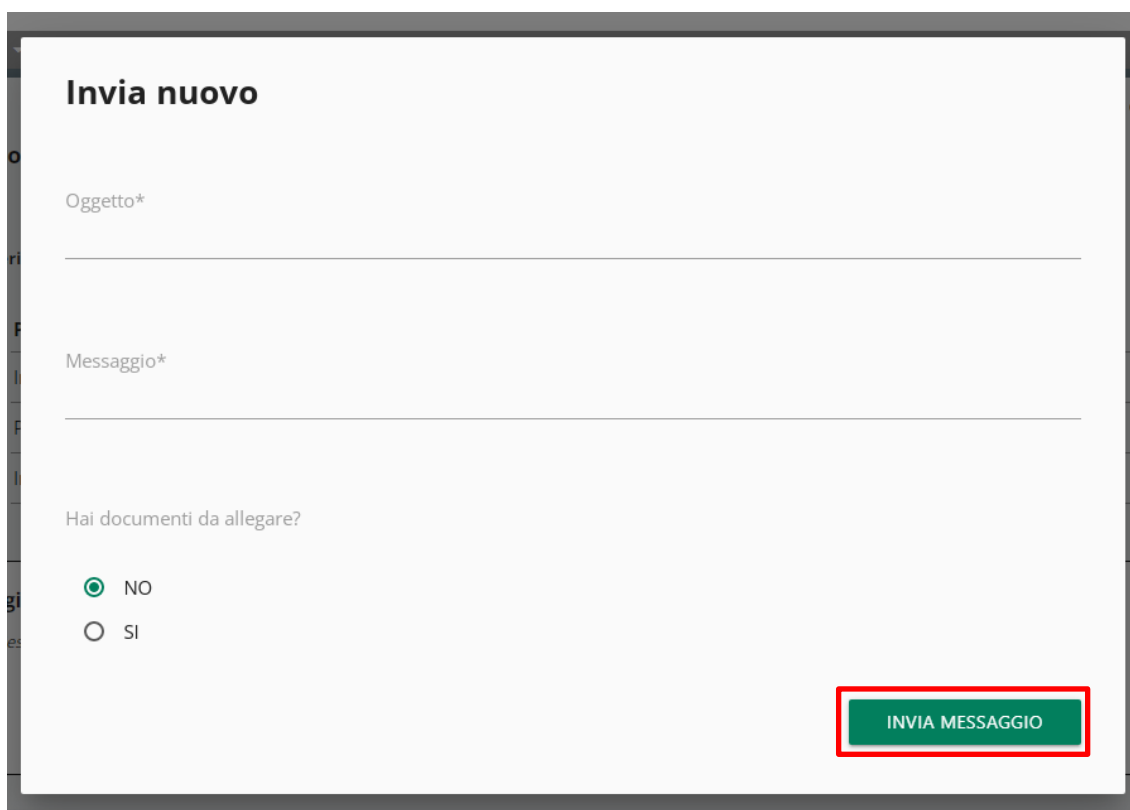 Invia nuovo
Oggetto*
Messaggio*
Hai documenti da allegare?
NO
SI
INVIA MESSAGGIO